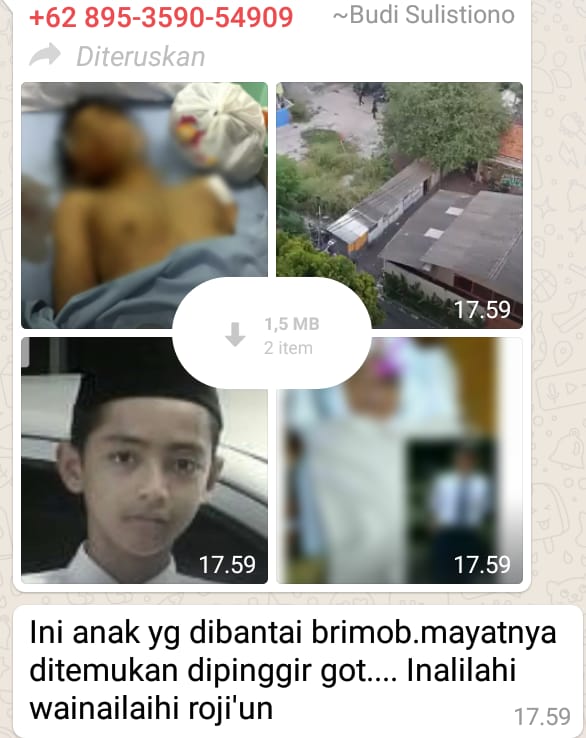 +62 895-3590-54909 ~Budi Sulistiono
Diteruskan
17.59
1,5 MB
2 item
17.59
17.59
Ini anak yg dibantai brimob.mayatnya
ditemukan dipinggir got.... Inalilahi
wainailaihi roji'un
17.59